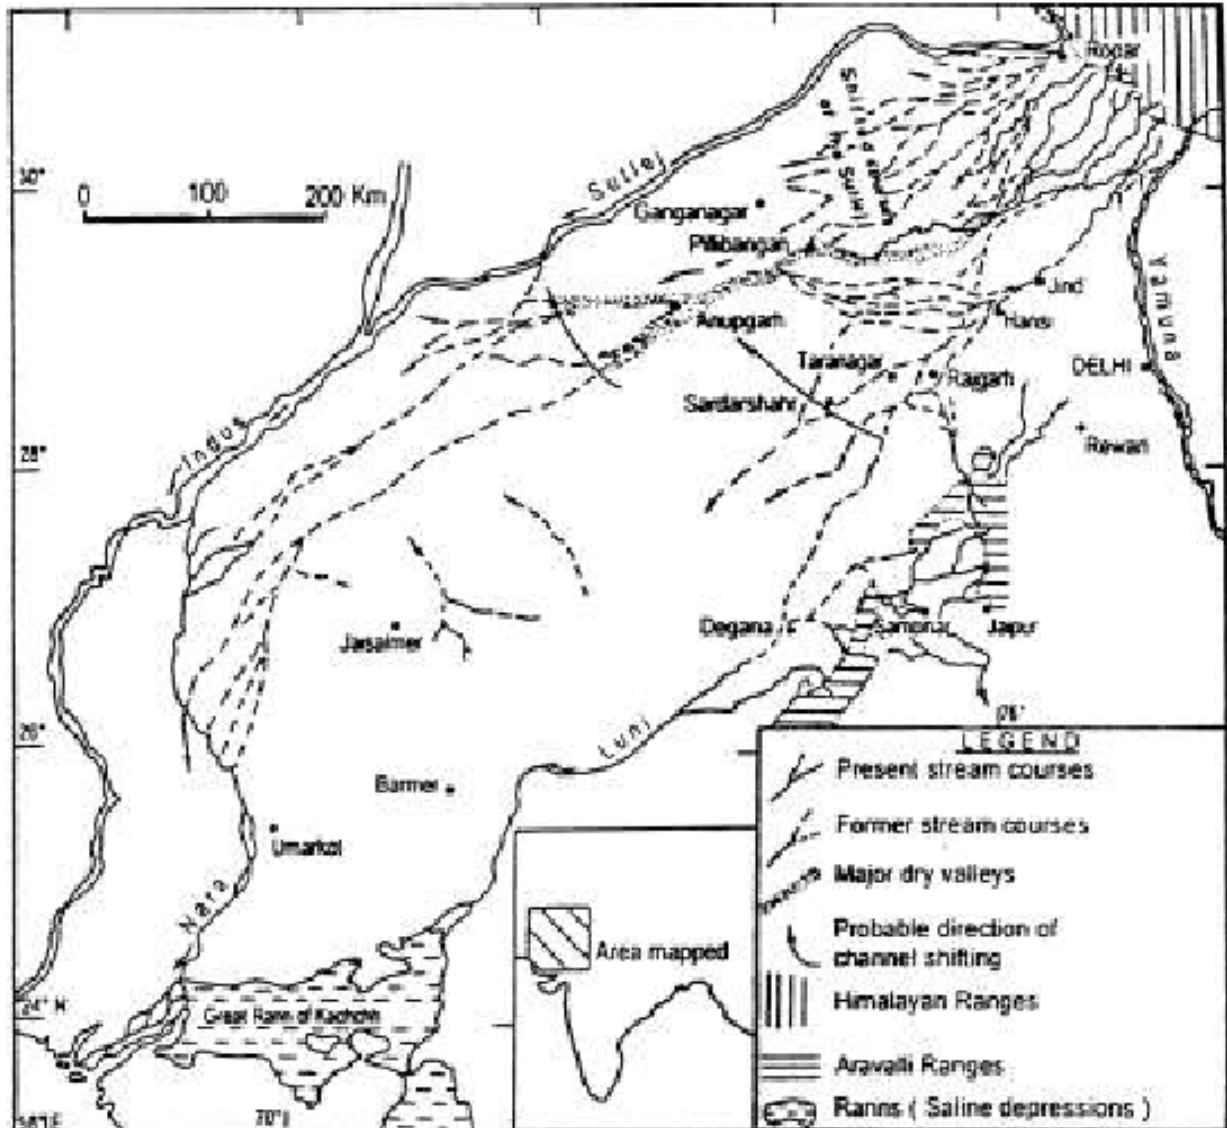 Ropar
30°
0 100 200 Km
Sutlej
Ganganagar
Pilibangan
Jind
Hansi
Yamuna
Anupgarh
Taranagar
Rajgarh
DELHI
Sardarshahr
Rewari
Indus
28°
Jaisalmer
Degana
Sambhar
Jaipur
76°
26°
Luni
Barmer
Umarkot
Nara
Area mapped
24° N
Great Rann of Kachchh
70°
LEGEND
Present stream courses
Former stream courses
Major dry valleys
Probable direction of
channel shifting
Himalayan Ranges
Aravalli Ranges
Ranns ( Saline depressions )